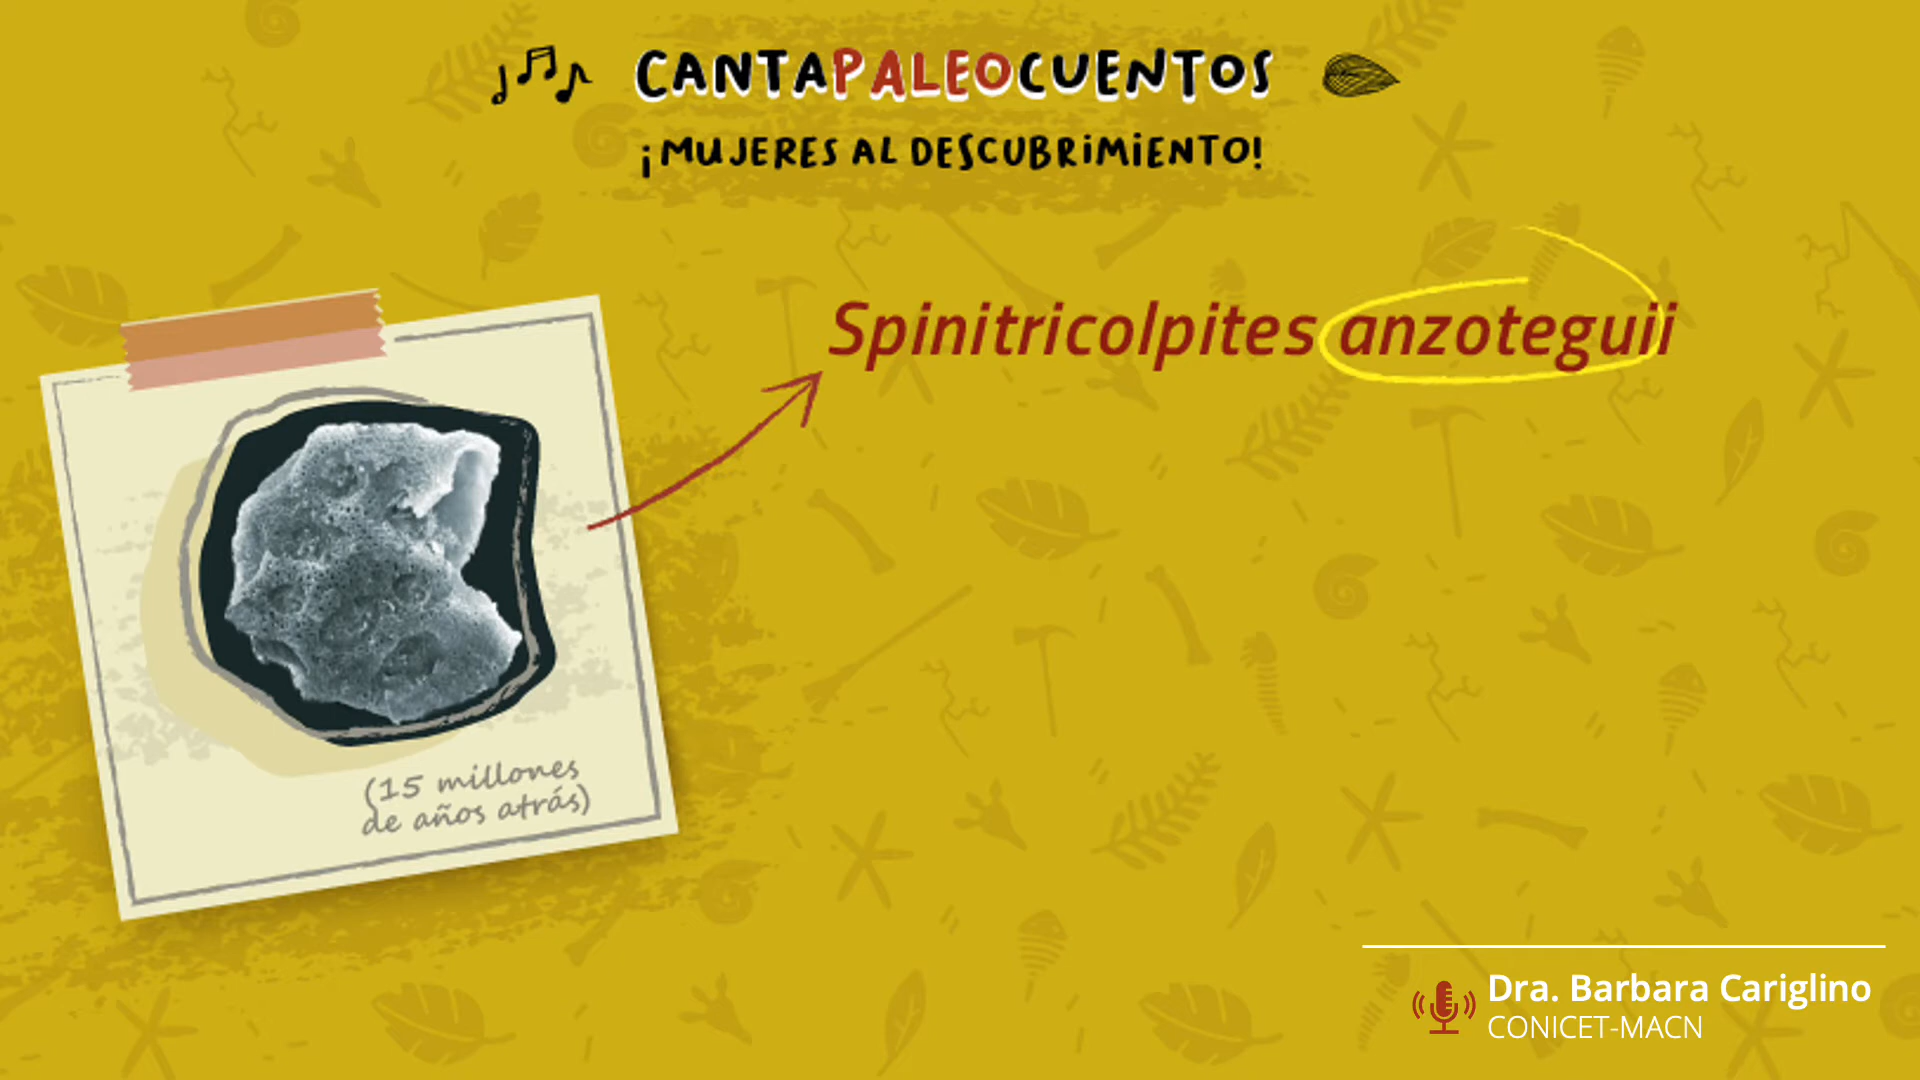 CANTAPALEOCUENTOS
¡MUJERES AL DESCUBRIMIENTO!
Spinitricolpites anzoteguii
(15 millones
de años atrás)
Dra. Barbara Cariglino
CONICET-MACN